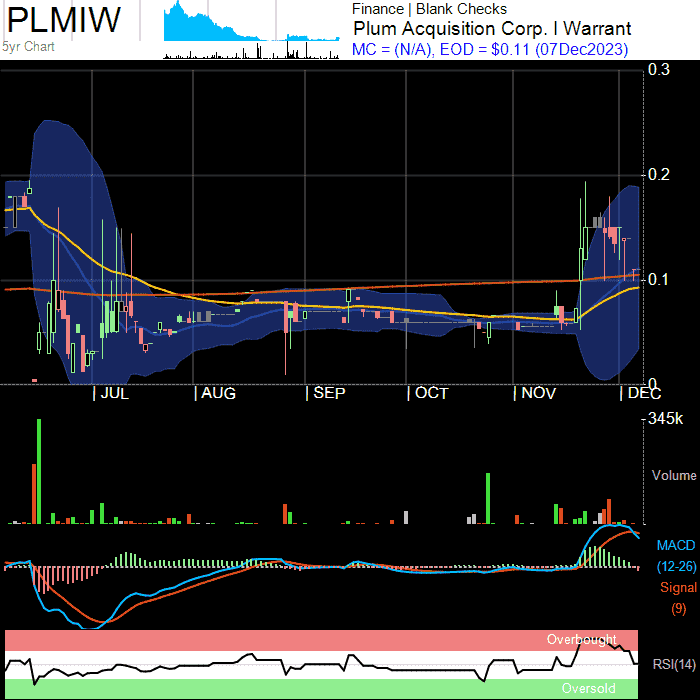 PLMIW
5yr Chart
Finance | Blank Checks
Plum Acquisition Corp. I Warrant
MC = (N/A), EOD = $0.11 (07Dec2023)
0.3
0.2
0.1
0
JUL
AUG
SEP
OCT
NOV
DEC
345k
Volume
MACD
(12-26)
Signal
(9)
Overbought
RSI(14)
Oversold